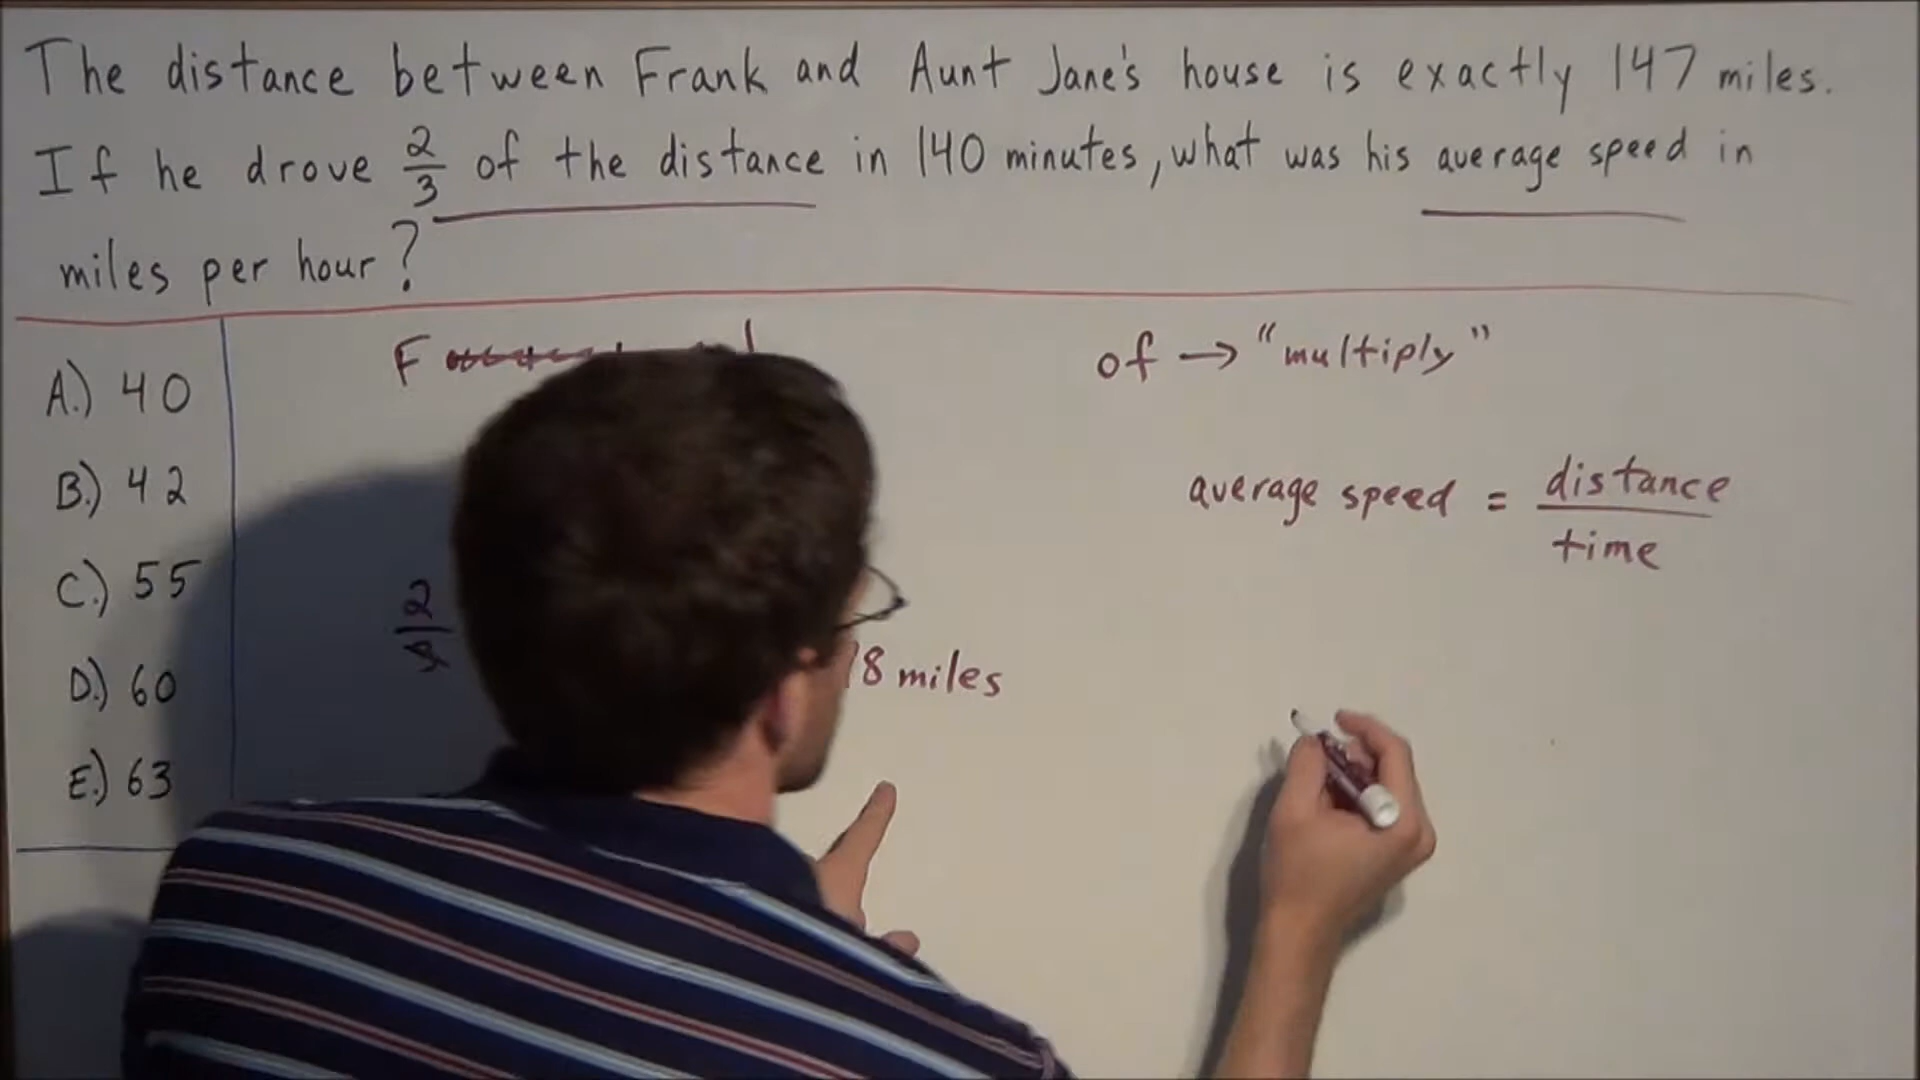 The distance between Frank and Aunt Jane's house is exactly 147 miles.
If he drove 2/3 of the distance in 140 minutes, what was his average speed in
miles per hour?
A.) 40
B.) 42
C.) 55
D.) 60
E.) 63
F
of → "multiply"
average speed = distance/time
2
8 miles